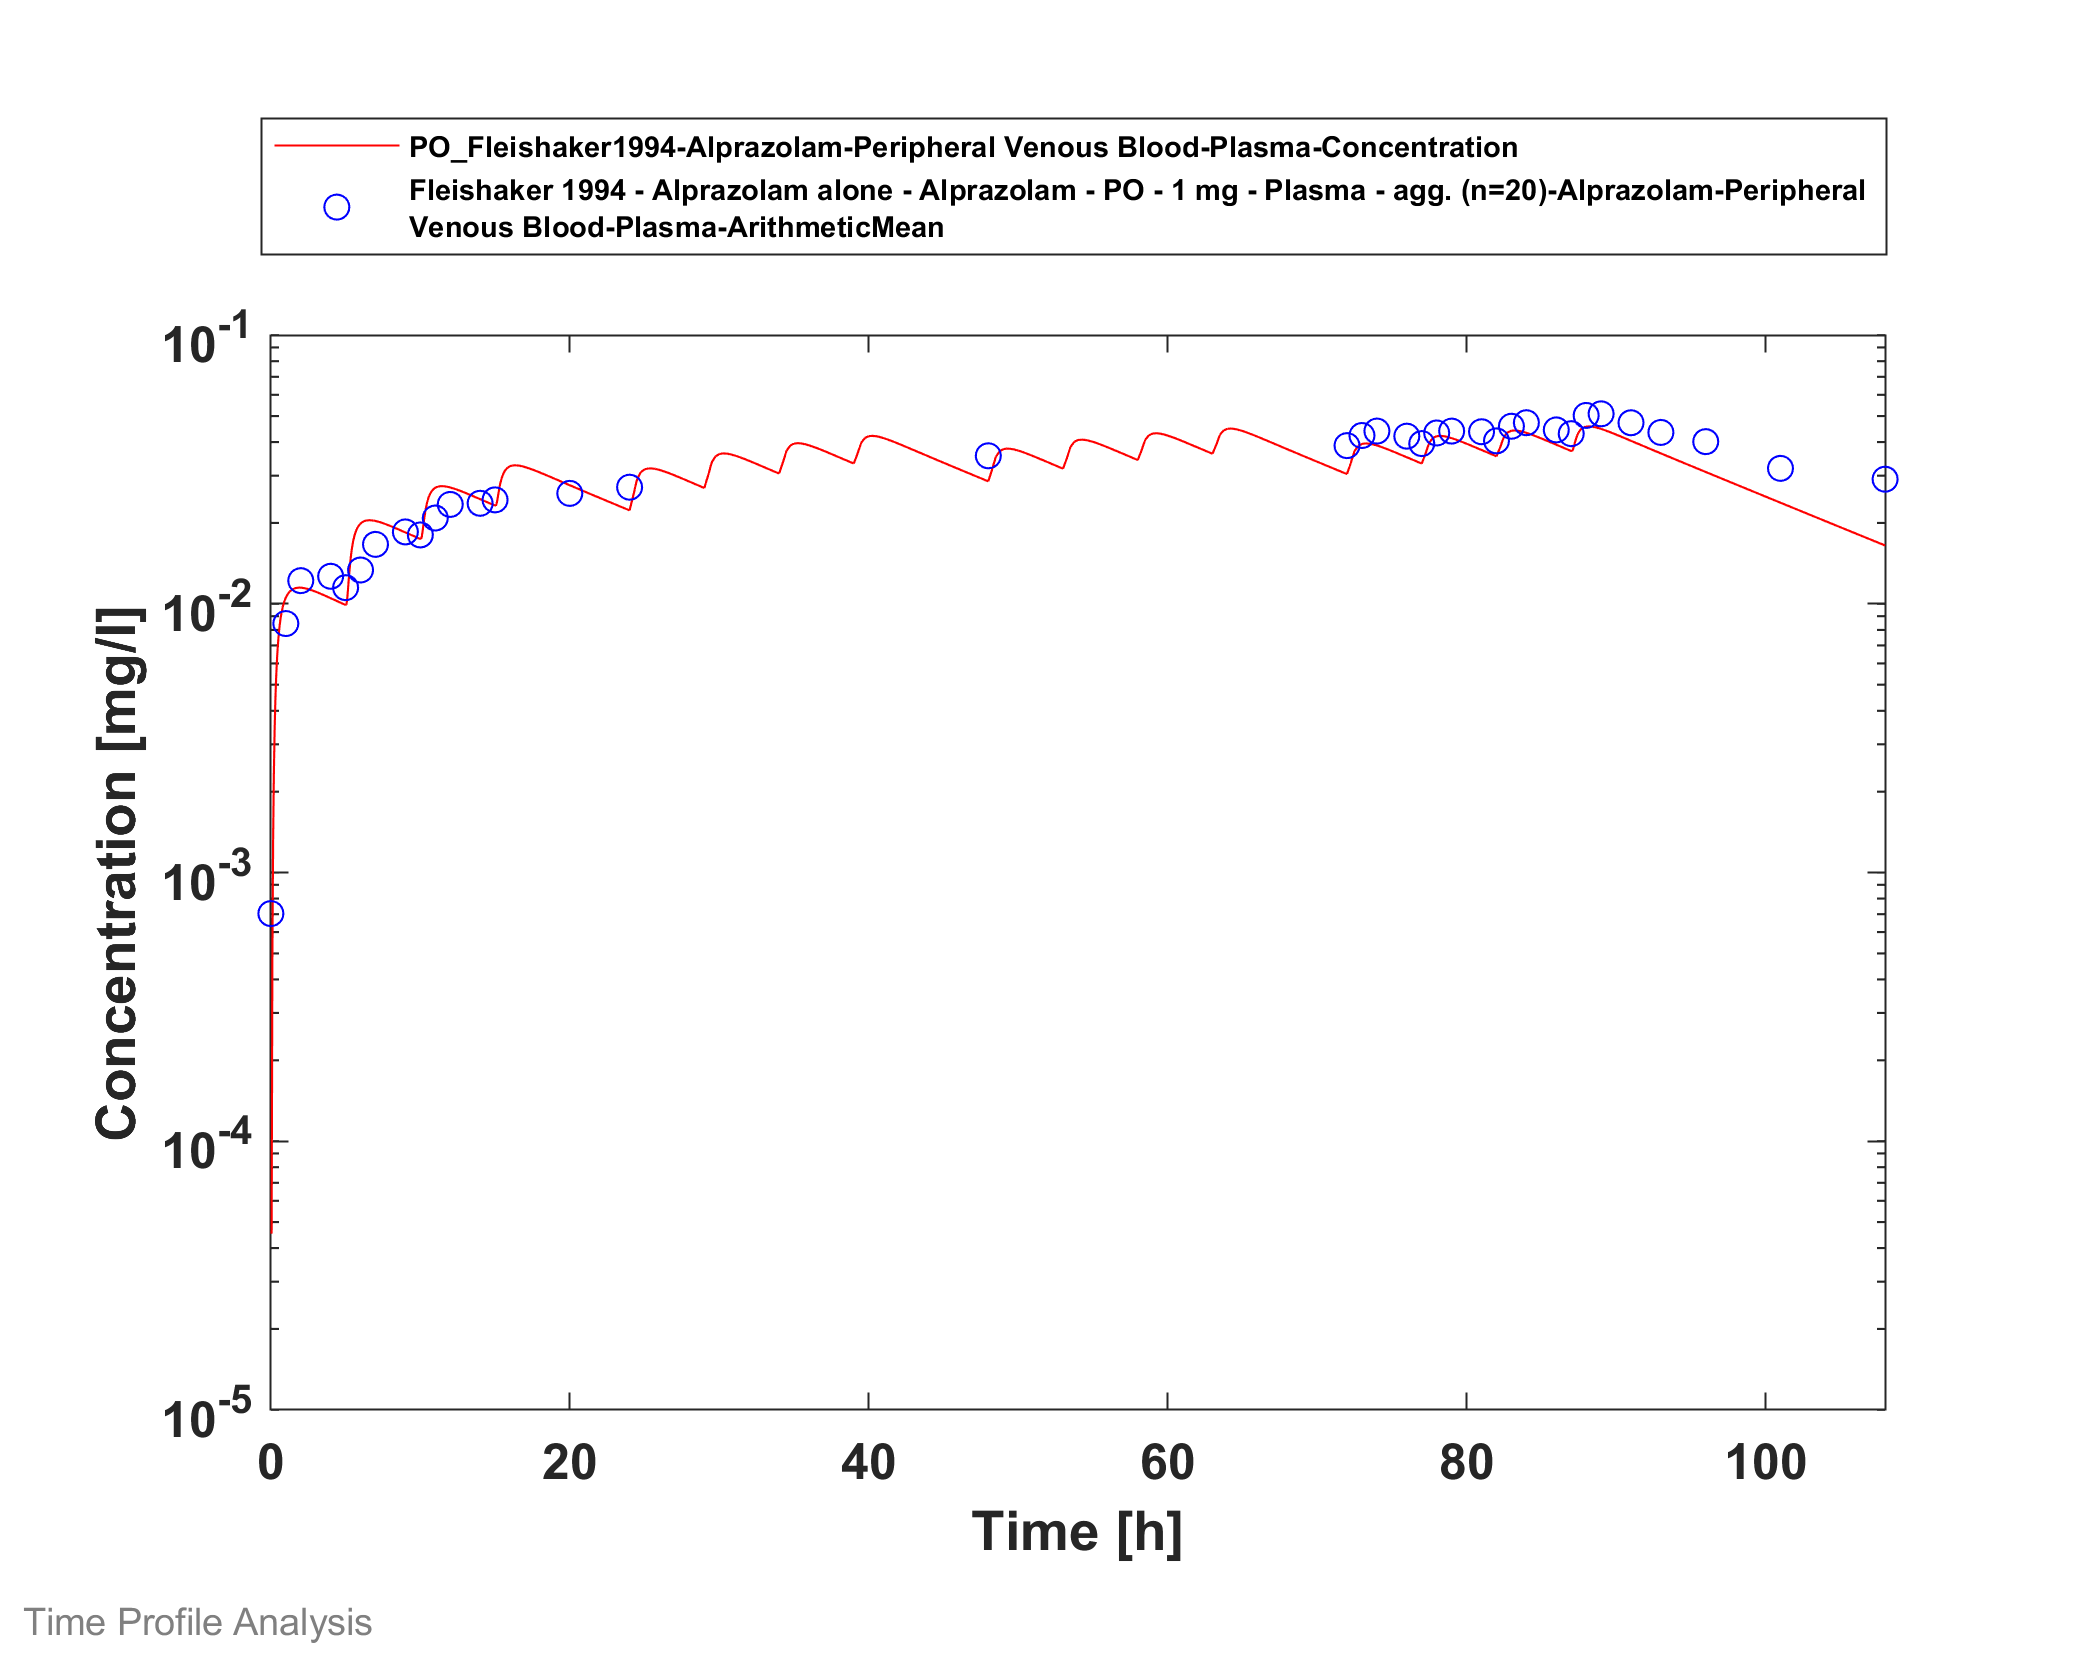 PO_Fleishaker1994-Alprazolam-Peripheral Venous Blood-Plasma-Concentration
Fleishaker 1994 - Alprazolam alone - Alprazolam - PO - 1 mg - Plasma - agg. (n=20)-Alprazolam-Peripheral
Venous Blood-Plasma-ArithmeticMean
10^-1
10^-2
10^-3
10^-4
10^-5
Concentration [mg/l]
0 20 40 60 80 100
Time [h]
Time Profile Analysis